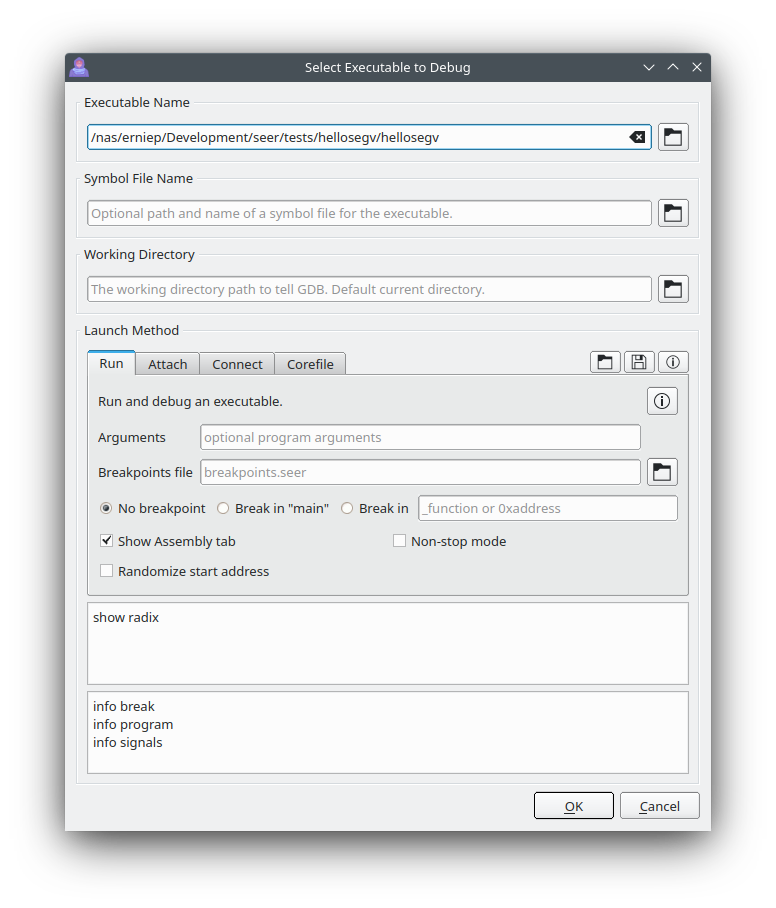 Select Executable to Debug
Executable Name
/nas/erniep/Development/seer/tests/hellosegv/hellosegv
Symbol File Name
Optional path and name of a symbol file for the executable.
Working Directory
The working directory path to tell GDB. Default current directory.
Launch Method
Run Attach Connect Corefile
Run and debug an executable.
Arguments optional program arguments
Breakpoints file breakpoints.seer
No breakpoint Break in "main" Break in _function or 0xaddress
Show Assembly tab Non-stop mode
Randomize start address
show radix
info break
info program
info signals
OK Cancel